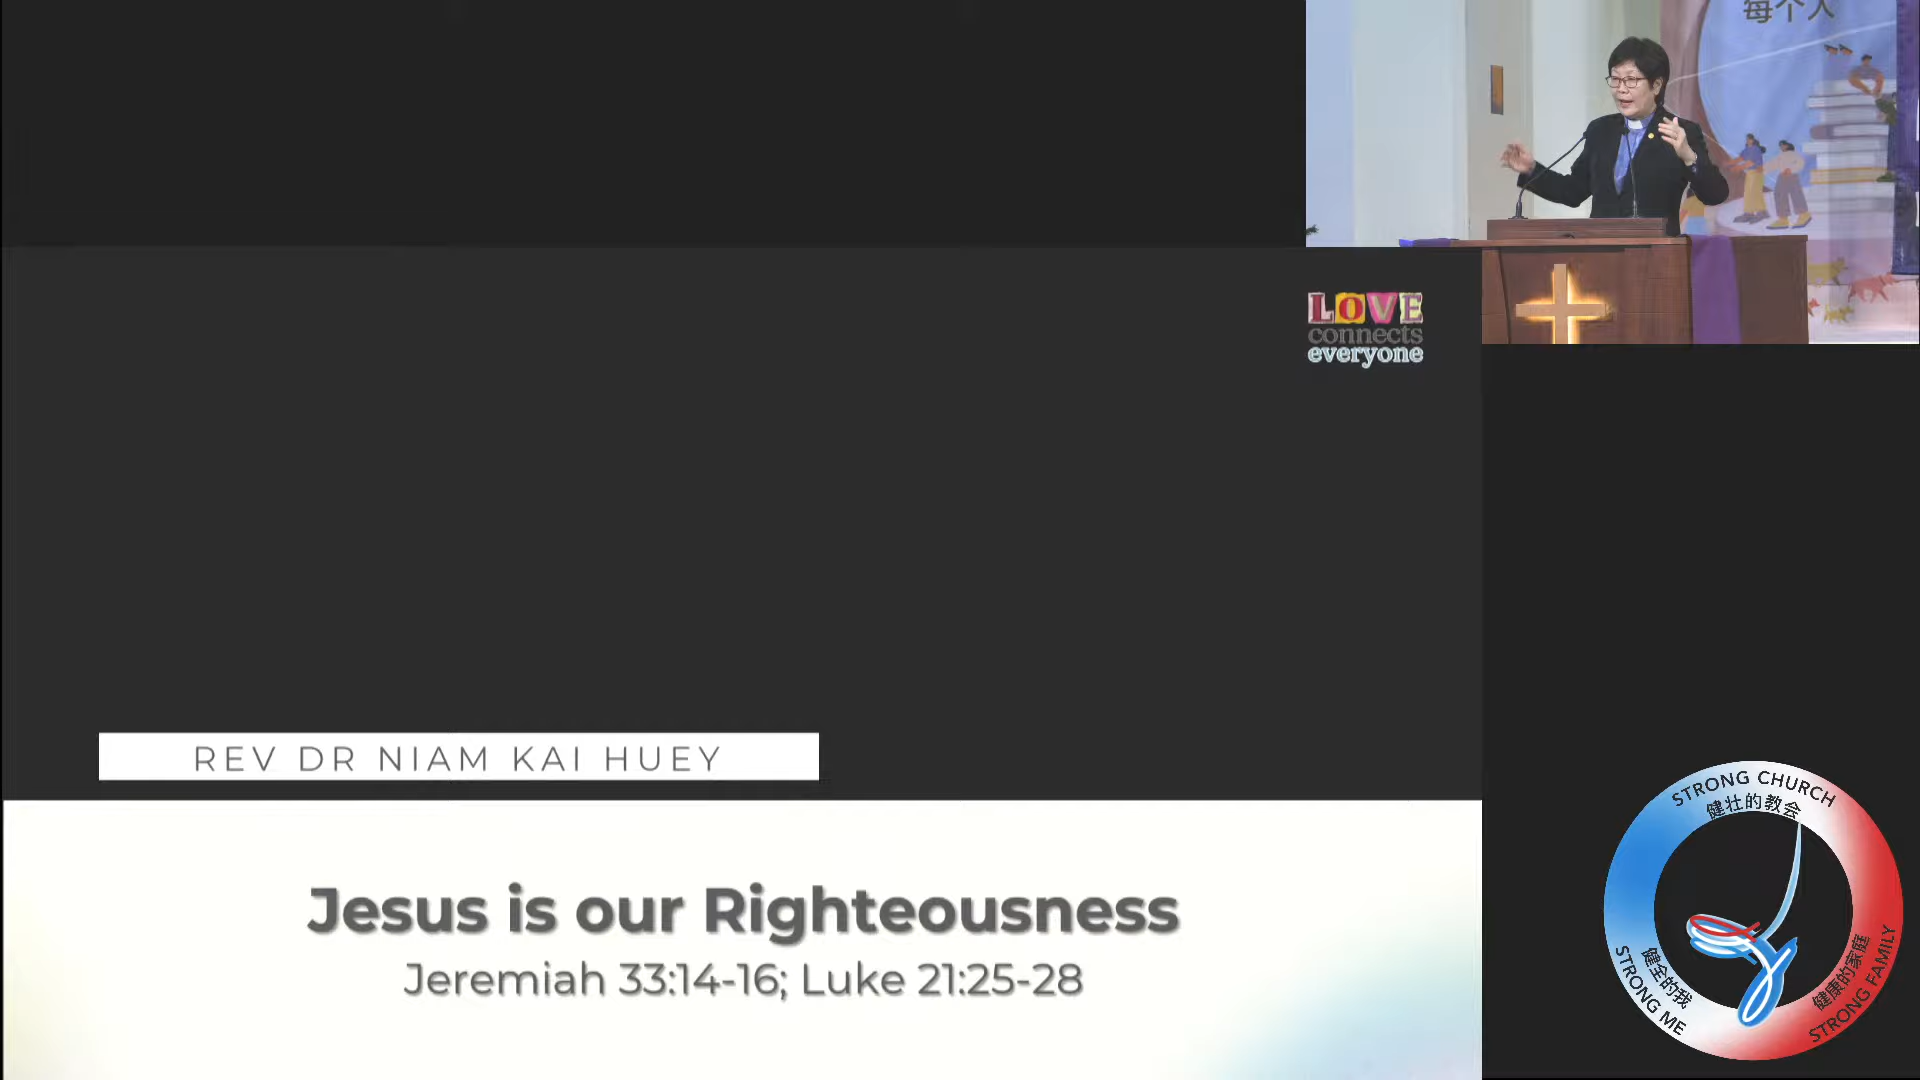 每个人
LOVE
connects
everyone
REV DR NIAM KAI HUEY
Jesus is our Righteousness
Jeremiah 33:14-16; Luke 21:25-28
STRONG CHURCH
健壮的教会
健全的我
STRONG ME
健康的家庭
STRONG FAMILY